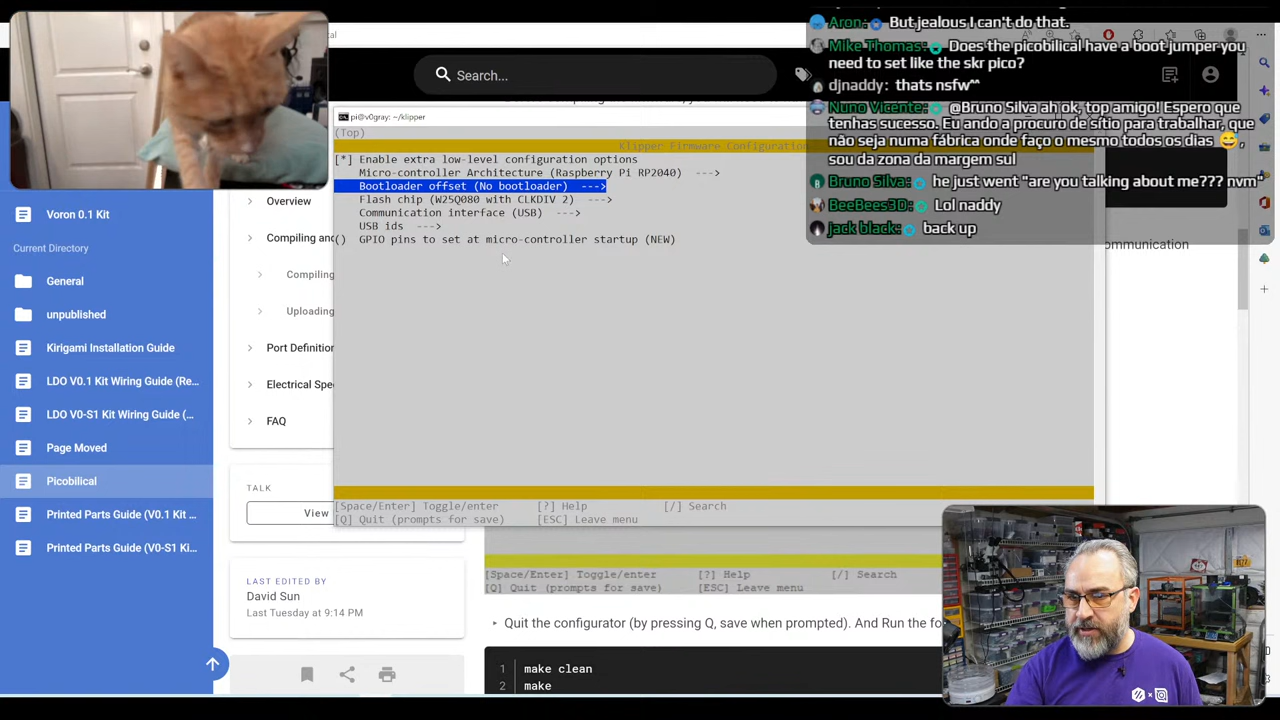 Search...
Voron 0.1 Kit
Current Directory
General
unpublished
Kirigami Installation Guide
LDO V0.1 Kit Wiring Guide (Re...
LDO V0-S1 Kit Wiring Guide (...
Page Moved
Picobilical
Printed Parts Guide (V0.1 Kit ...
Printed Parts Guide (V0-S1 Ki...
Overview
Compiling and
Compiling
Uploading
Port Definition
Electrical Spe
FAQ
TALK
View
LAST EDITED BY
David Sun
Last Tuesday at 9:14 PM
pi@v0gray: ~/klipper
(Top)
Klipper Firmware Configuration
[*] Enable extra low-level configuration options
Micro-controller Architecture (Raspberry Pi RP2040) --->
Bootloader offset (No bootloader) --->
Flash chip (W25Q080 with CLKDIV 2) --->
Communication interface (USB) --->
USB ids --->
() GPIO pins to set at micro-controller startup (NEW)
[Space/Enter] Toggle/enter [?] Help [/] Search
[Q] Quit (prompts for save) [ESC] Leave menu
[Space/Enter] Toggle/enter [?] Help [/] Search
[Q] Quit (prompts for save) [ESC] Leave menu
Quit the configurator (by pressing Q, save when prompted). And Run the fo
1 make clean
2 make
Aron: But jealous I can't do that.
Mike Thomas: Does the picobilical have a boot jumper you
need to set like the skr pico?
djnaddy: thats nsfw^^
Nuno Vicente: @Bruno Silva ah ok, top amigo! Espero que
tenhas sucesso. Eu ando a procuro de sítio para trabalhar, que
não seja numa fábrica onde faço o mesmo todos os dias 😅,
sou da zona da margem sul
Bruno Silva: he just went "are you talking about me??? nvm"
BeeBees3D: Lol naddy
jack black: back up
ommunication